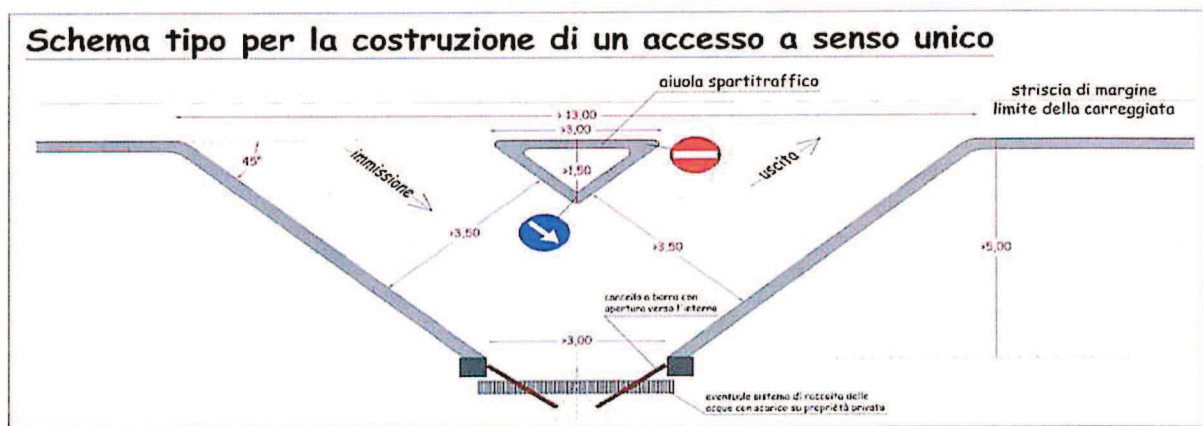 Schema tipo per la costruzione di un accesso a senso unico
aiuola spartitraffico
striscia di margine
limite della carreggiata
>13,00
>3,00
45°
immissione
>1,50
uscita
>3,50
>3,50
>5,00
cancello o barra con
apertura verso l'interno
>3,00
eventuale sistema di raccolta delle
acque con scarico su proprietà privata